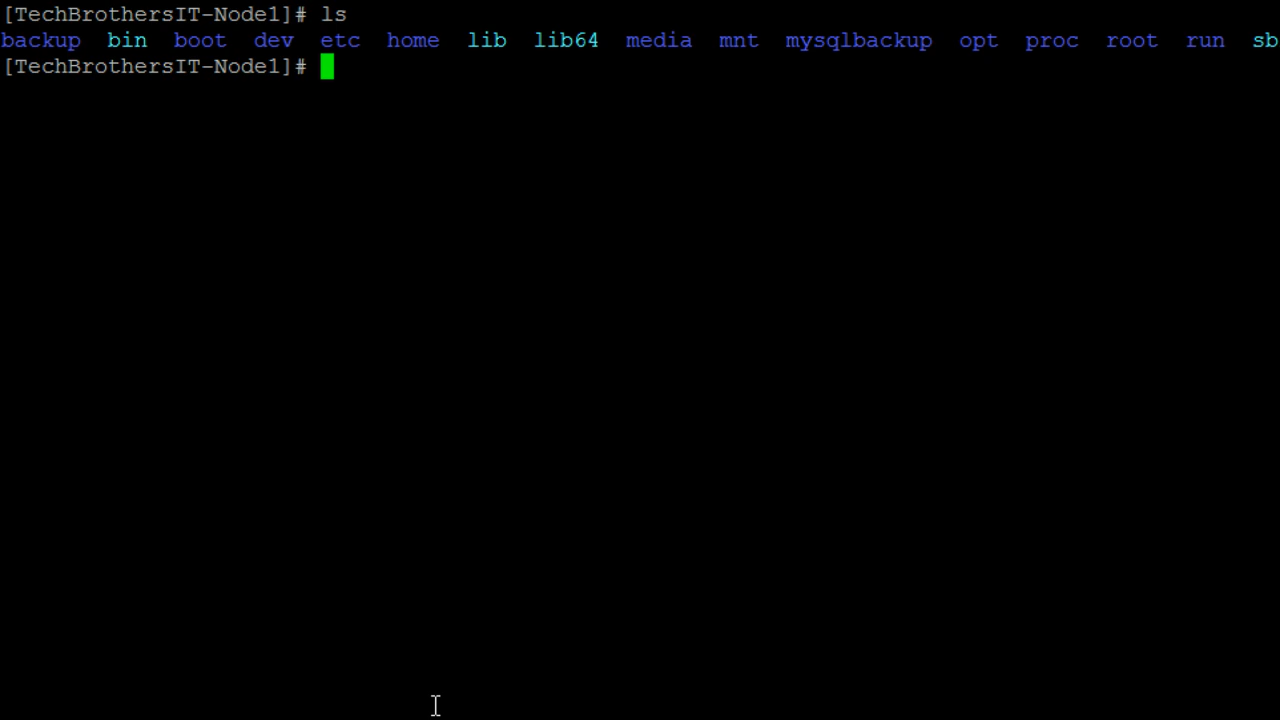 [TechBrothersIT-Node1]# ls
backup bin boot dev etc home lib lib64 media mnt mysqlbackup opt proc root run sb
[TechBrothersIT-Node1]#